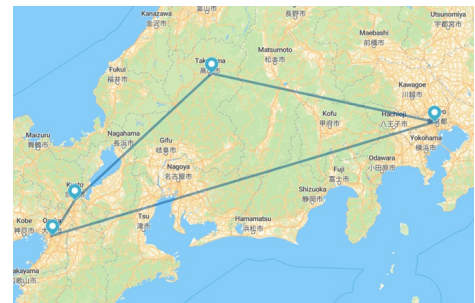 Kanazawa
金沢市
富山市
長野市
Utsunomiya
宇都宮市
Maebashi
前橋市
Matsumoto
松本市
高山市
Fukui
福井市
Kawagoe
川越市
Maizuru
舞鶴市
Nagahama
長浜市
Gifu
岐阜市
Kofu
甲府市
Hachioji
八王子市
Yokohama
横浜市
Nagoya
名古屋市
Odawara
小田原市
Fuji
富士市
Shizuoka
静岡市
Kobe
神戸市
Tsu
津市
Hamamatsu
浜松市